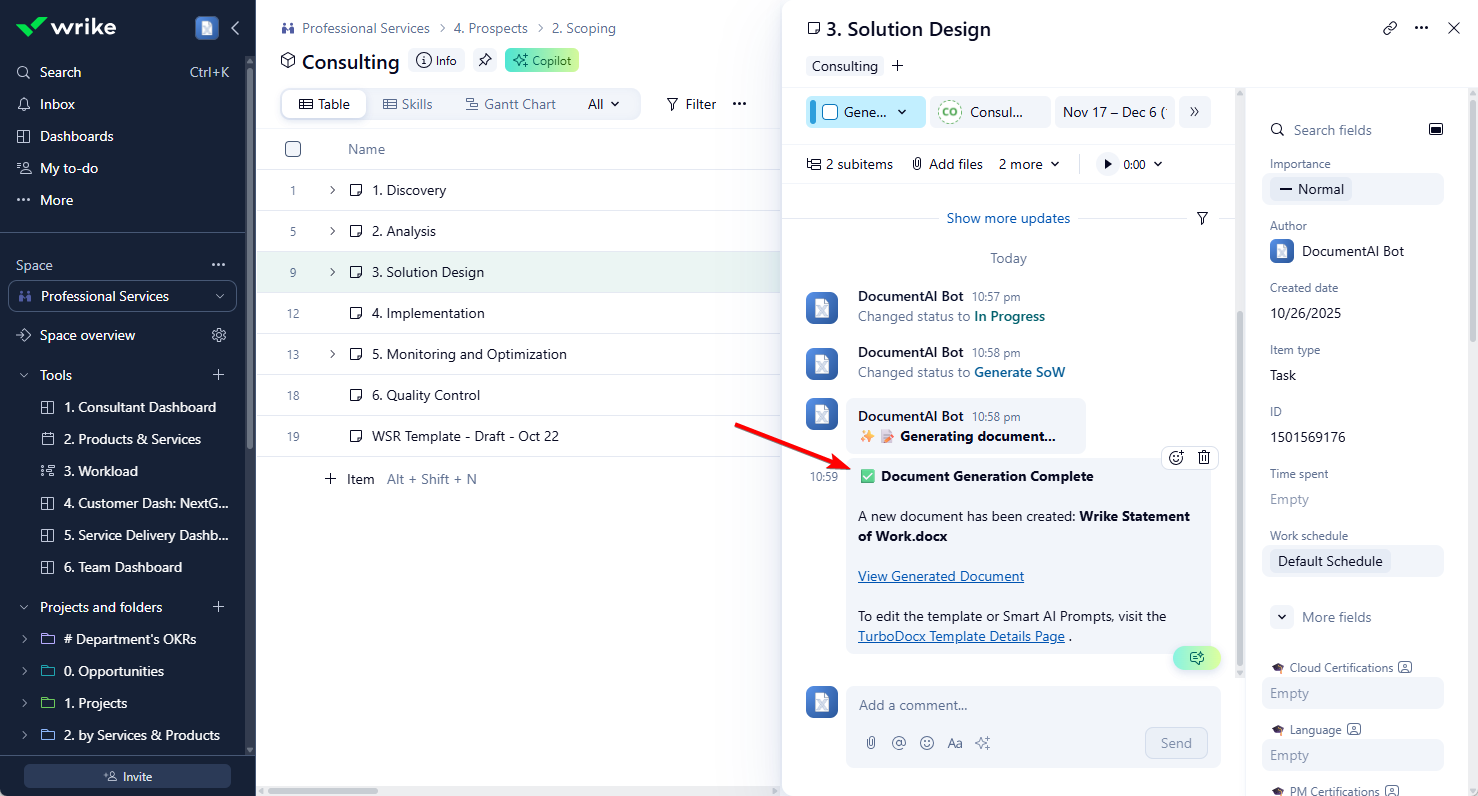 wrike
Search Ctrl+K
Inbox
Dashboards
My to-do
More
Space
Professional Services
Space overview
Tools
1. Consultant Dashboard
2. Products & Services
3. Workload
4. Customer Dash: NextG...
5. Service Delivery Dashb...
6. Team Dashboard
Projects and folders
# Department's OKRs
0. Opportunities
1. Projects
2. by Services & Products
Invite
Professional Services > 4. Prospects > 2. Scoping
Consulting Info Copilot
Table Skills Gantt Chart All Filter
Name
1 1. Discovery
5 2. Analysis
9 3. Solution Design
12 4. Implementation
13 5. Monitoring and Optimization
18 6. Quality Control
19 WSR Template - Draft - Oct 22
Item Alt + Shift + N
3. Solution Design
Consulting
Gene... CO Consul... Nov 17 – Dec 6 (
2 subitems Add files 2 more 0:00
Show more updates
Today
DocumentAI Bot 10:57 pm
Changed status to In Progress
DocumentAI Bot 10:58 pm
Changed status to Generate SoW
DocumentAI Bot 10:58 pm
Generating document...
10:59 Document Generation Complete
A new document has been created: Wrike Statement
of Work.docx
View Generated Document
To edit the template or Smart AI Prompts, visit the
TurboDocx Template Details Page .
Add a comment...
Aa
Send
Search fields
Importance
Normal
Author
DocumentAI Bot
Created date
10/26/2025
Item type
Task
ID
1501569176
Time spent
Empty
Work schedule
Default Schedule
More fields
Cloud Certifications
Empty
Language
Empty
PM Certifications